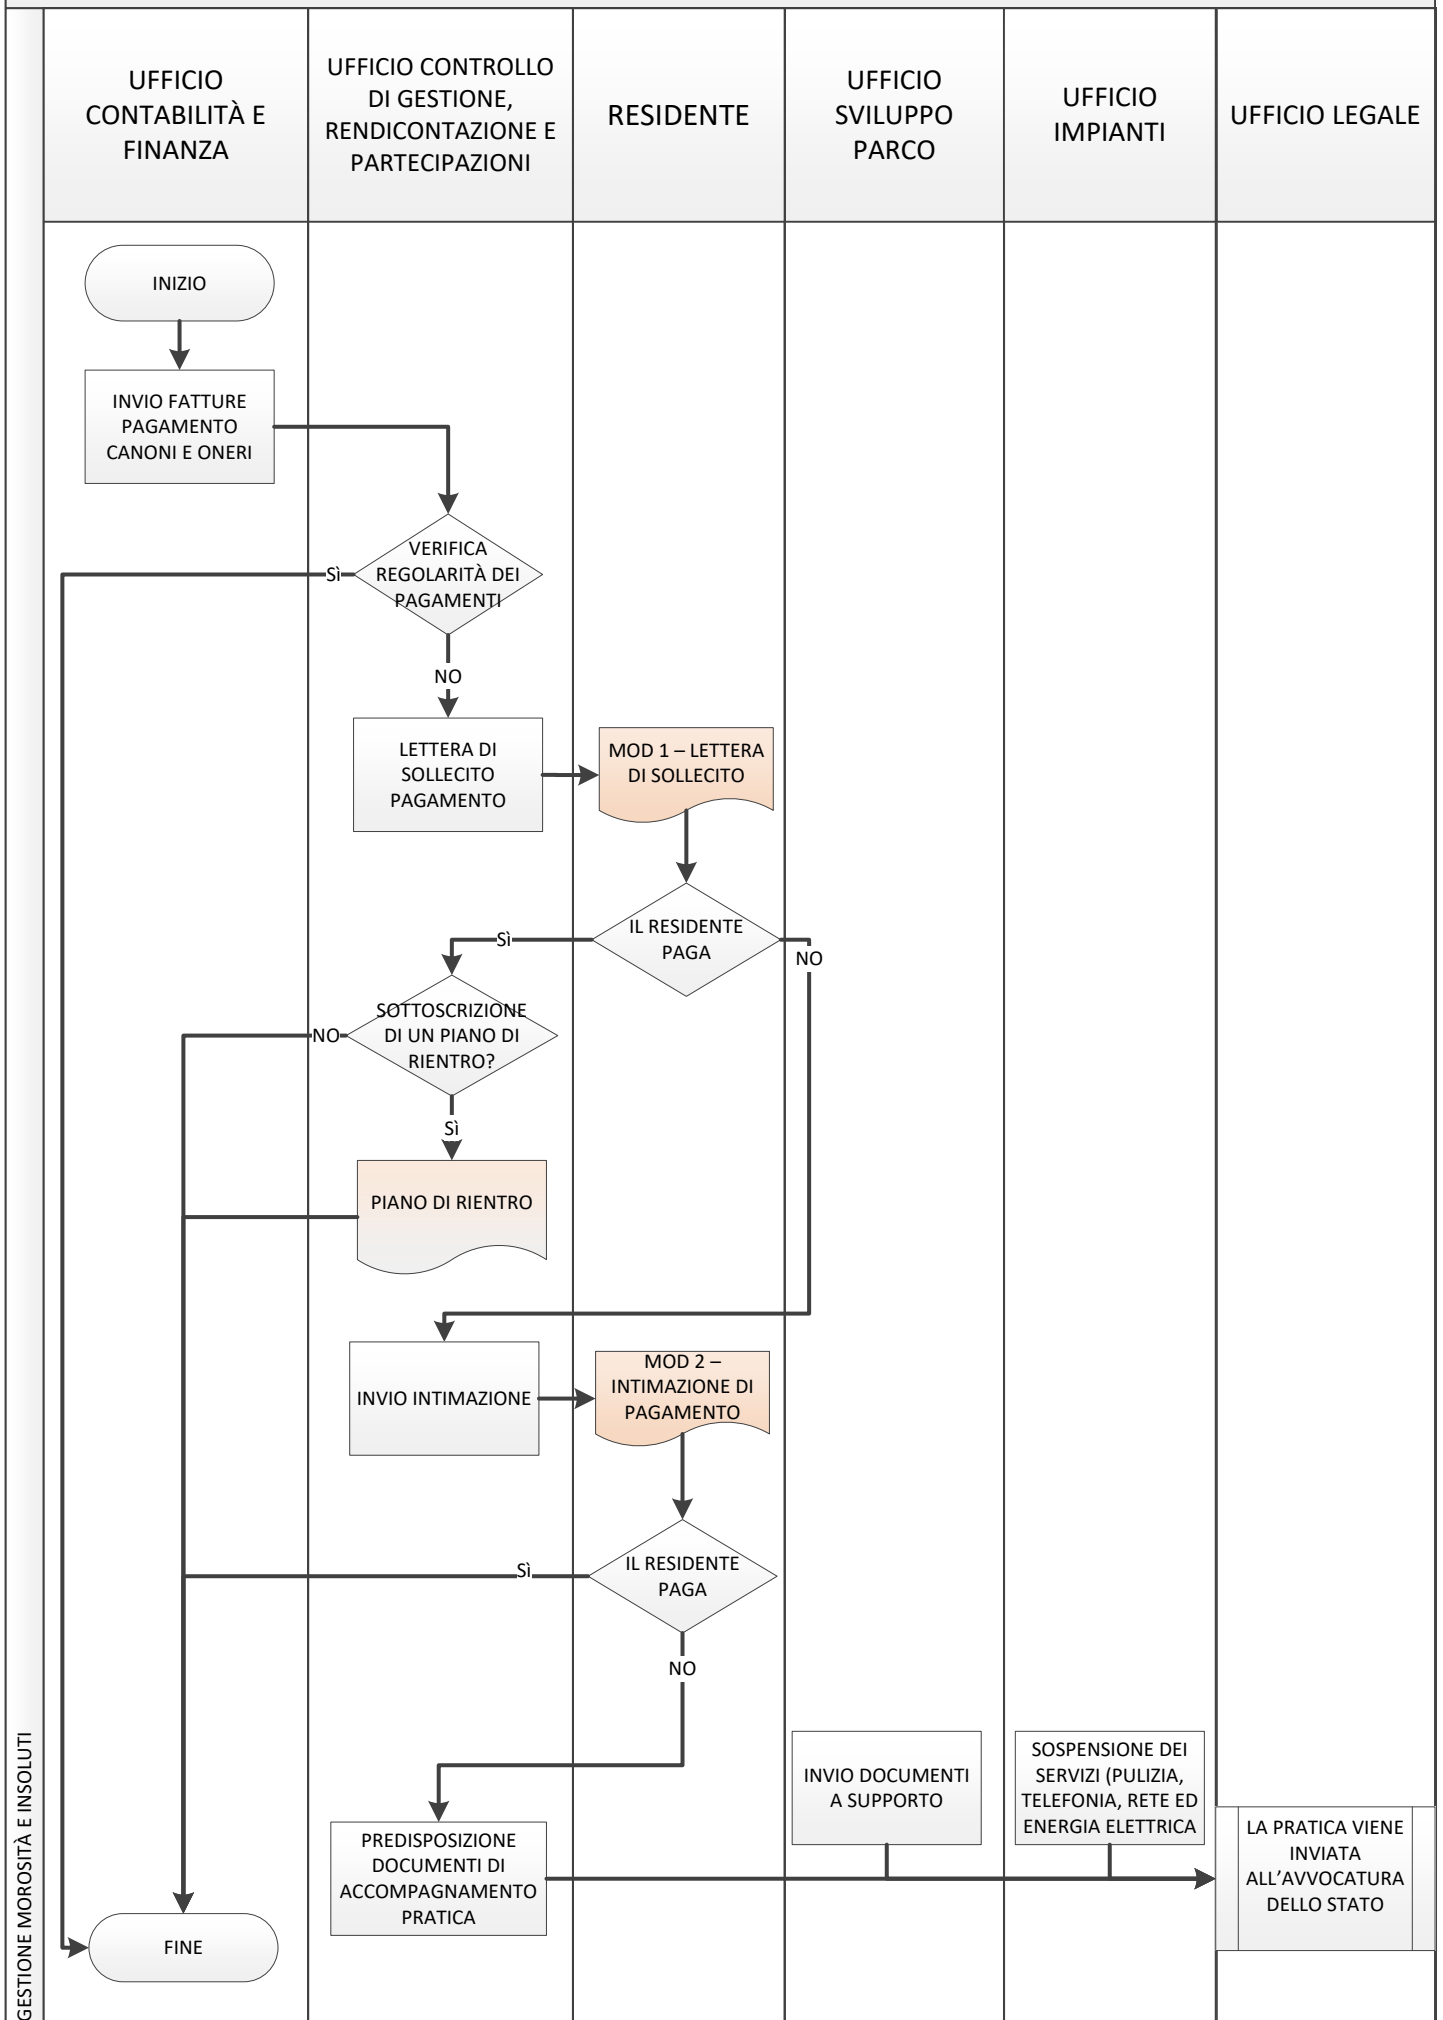 UFFICIO
CONTABILITÀ E
FINANZA
UFFICIO CONTROLLO
DI GESTIONE,
RENDICONTAZIONE E
PARTECIPAZIONI
RESIDENTE
UFFICIO
SVILUPPO
PARCO
UFFICIO
IMPIANTI
UFFICIO LEGALE
INIZIO
INVIO FATTURE
PAGAMENTO
CANONI E ONERI
VERIFICA
REGOLARITÀ DEI
PAGAMENTI
Sì
NO
LETTERA DI
SOLLECITO
PAGAMENTO
MOD 1 – LETTERA
DI SOLLECITO
IL RESIDENTE
PAGA
Sì
NO
SOTTOSCRIZIONE
DI UN PIANO DI
RIENTRO?
NO
Sì
PIANO DI RIENTRO
INVIO INTIMAZIONE
MOD 2 –
INTIMAZIONE DI
PAGAMENTO
IL RESIDENTE
PAGA
Sì
NO
PREDISPOSIZIONE
DOCUMENTI DI
ACCOMPAGNAMENTO
PRATICA
INVIO DOCUMENTI
A SUPPORTO
SOSPENSIONE DEI
SERVIZI (PULIZIA,
TELEFONIA, RETE ED
ENERGIA ELETTRICA
LA PRATICA VIENE
INVIATA
ALL’AVVOCATURA
DELLO STATO
FINE
GESTIONE MOROSITÀ E INSOLUTI